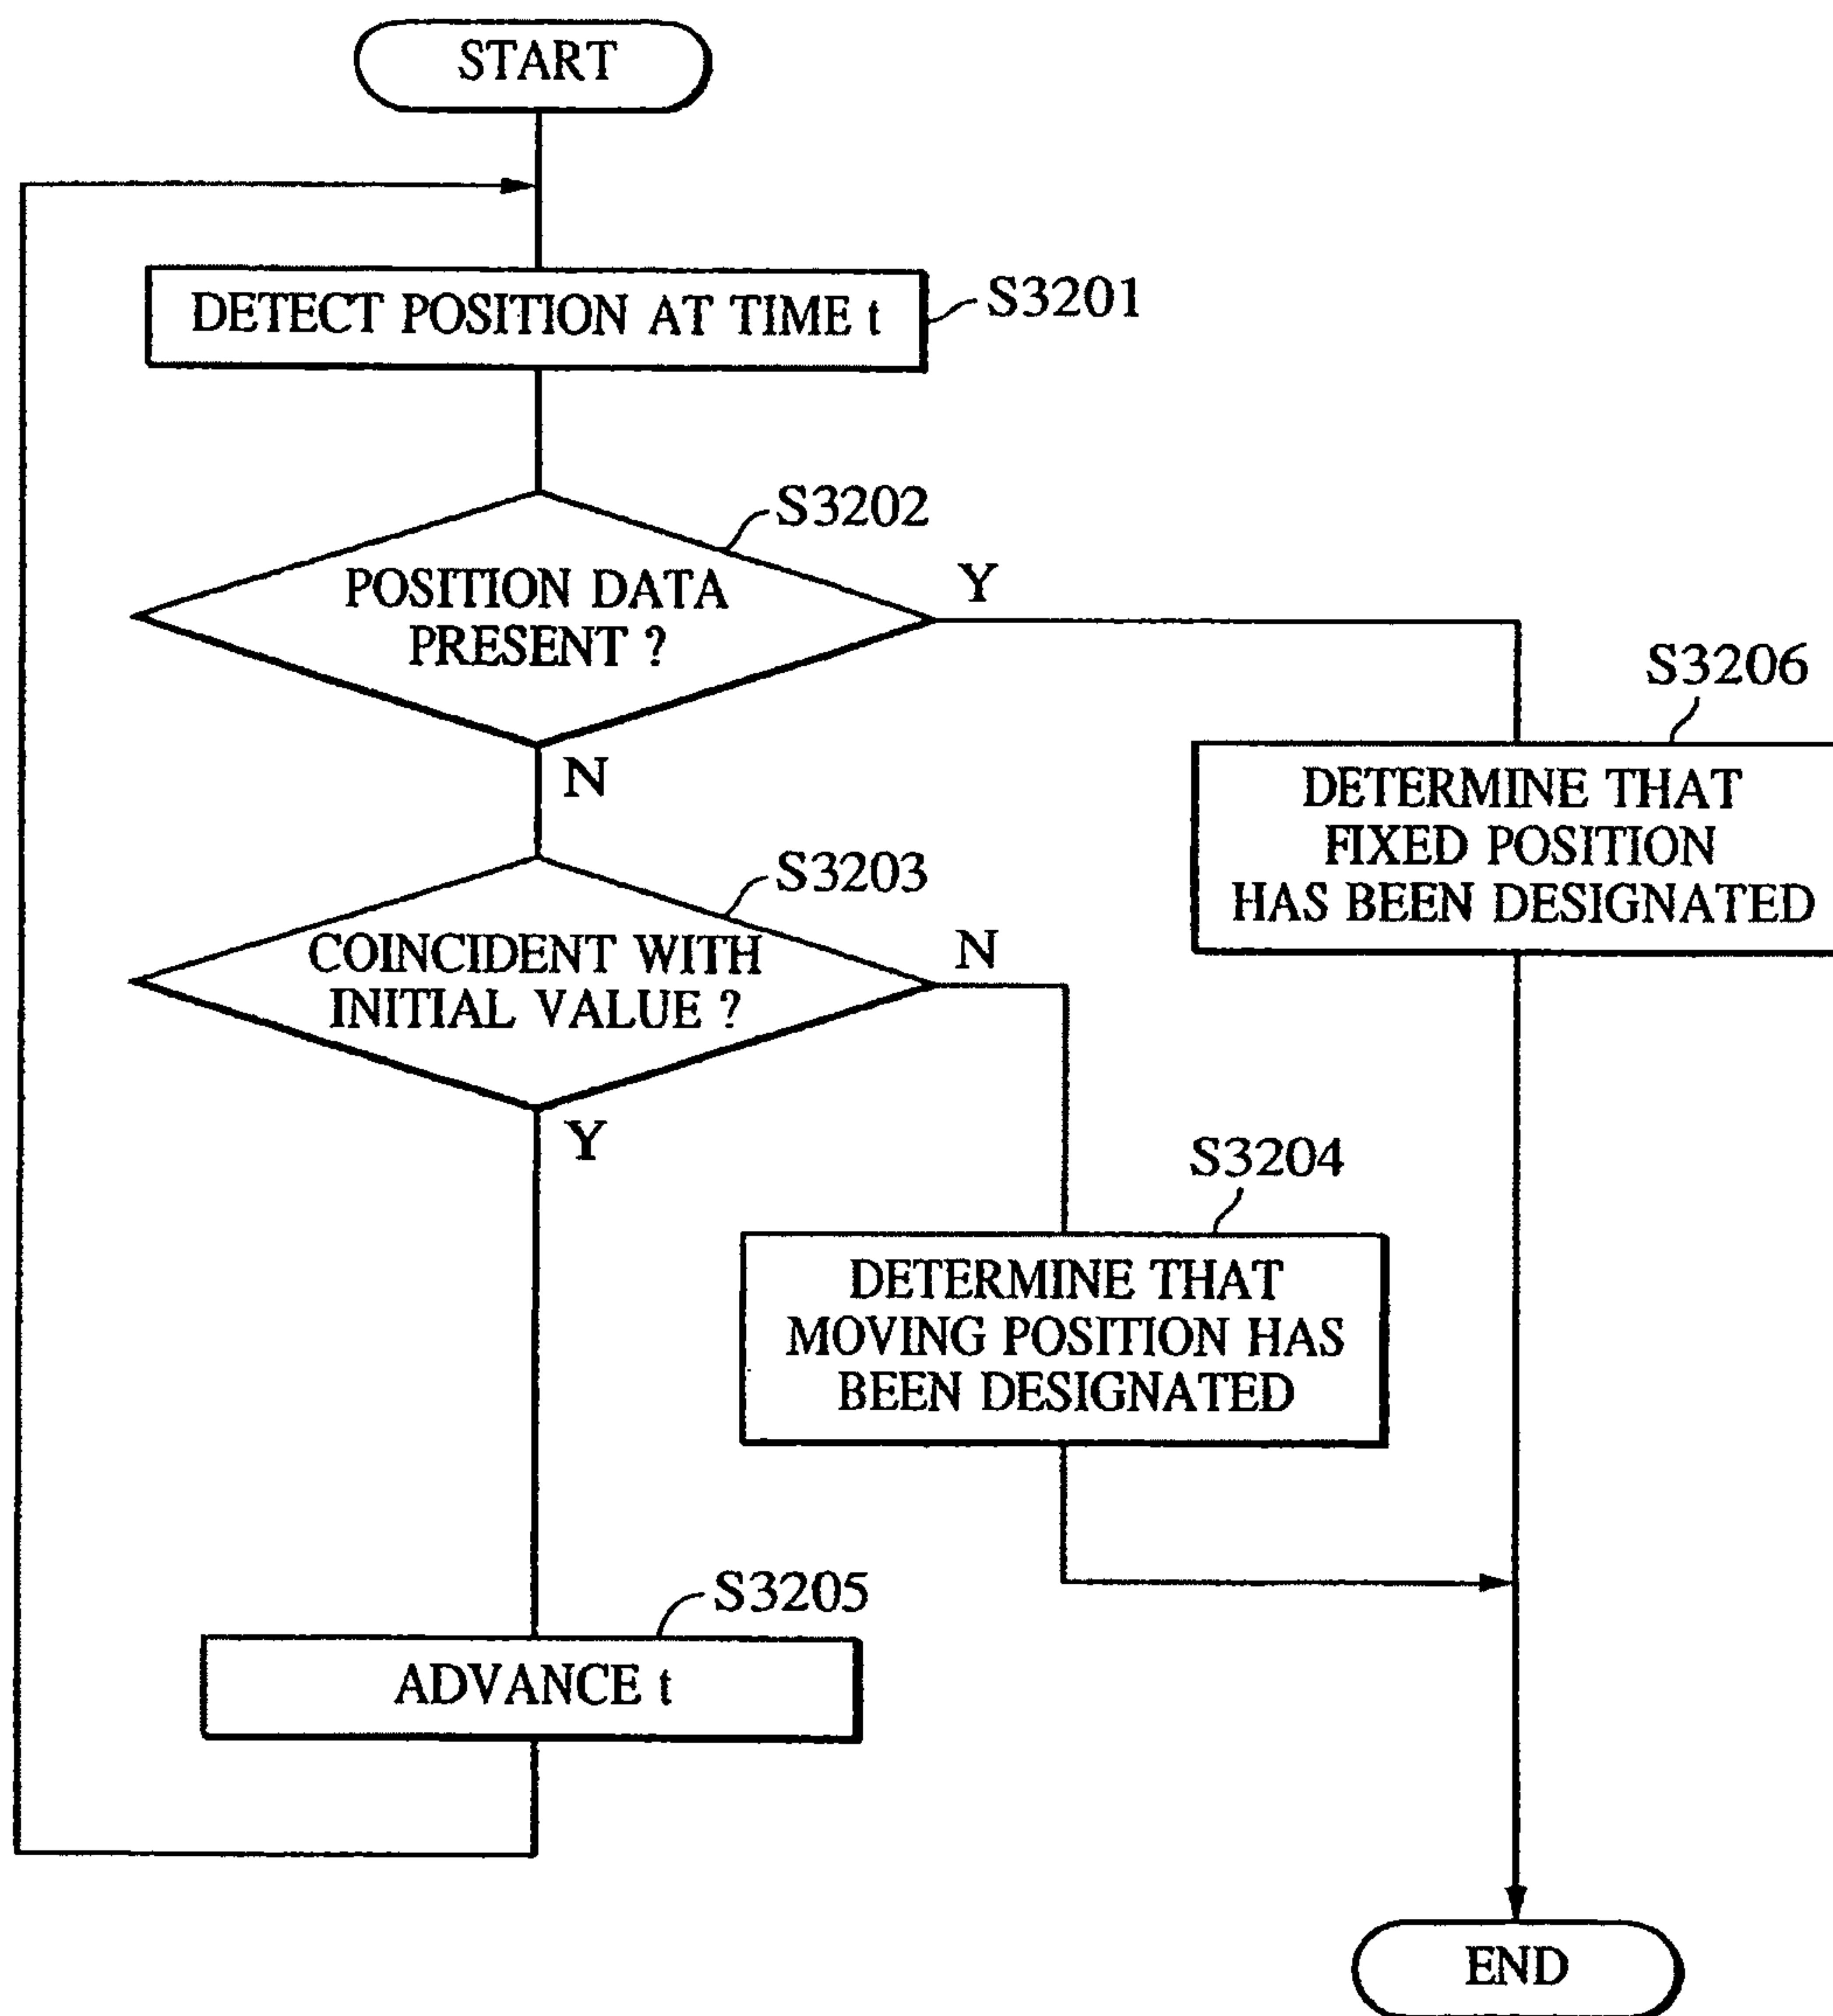 START
DETECT POSITION AT TIME t
S3201
S3202
POSITION DATA
PRESENT ?
Y
N
S3206
DETERMINE THAT
FIXED POSITION
HAS BEEN DESIGNATED
S3203
COINCIDENT WITH
INITIAL VALUE ?
N
Y
S3204
DETERMINE THAT
MOVING POSITION HAS
BEEN DESIGNATED
S3205
ADVANCE t
END